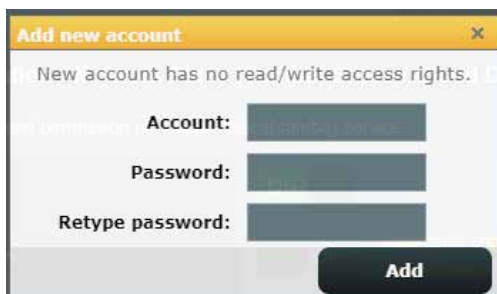 Add new account ×
New account has no read/write access rights.
Account:
Password:
Retype password:
Add